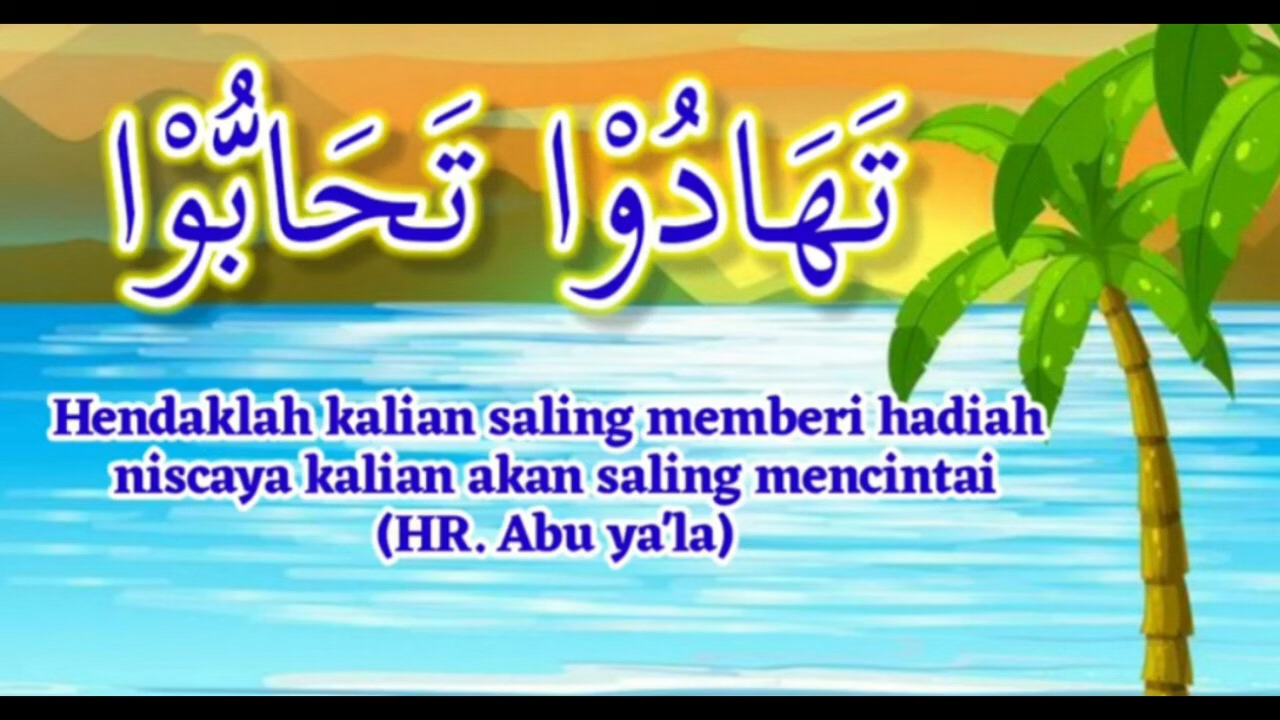 تَهَادُوْا تَحَابُّوْا
Hendaklah kalian saling memberi hadiah
niscaya kalian akan saling mencintai
(HR. Abu ya'la)